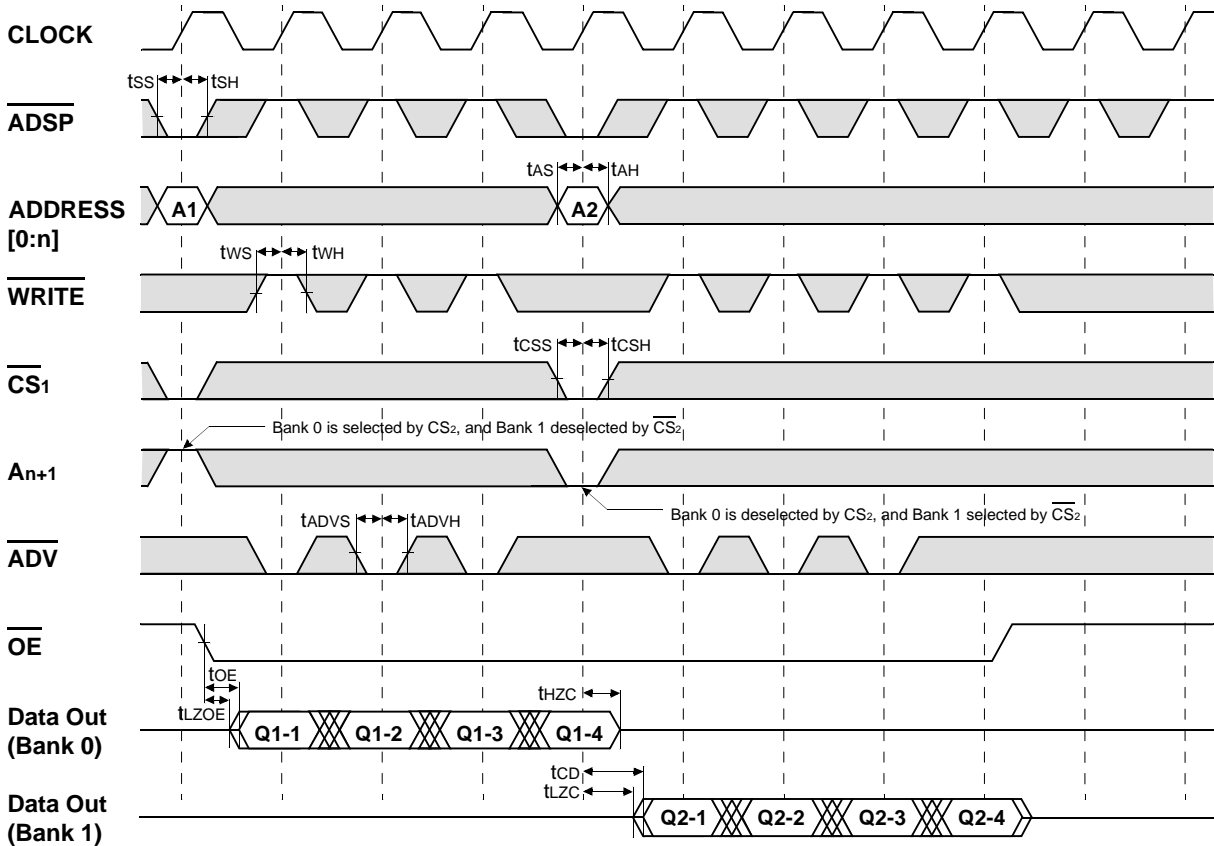 CLOCK
tSS tSH
ADSP
tAS tAH
ADDRESS
[0:n]
A1 A2
tWS tWH
WRITE
tCSS tCSH
CS1
Bank 0 is selected by CS2, and Bank 1 deselected by CS2
An+1
Bank 0 is deselected by CS2, and Bank 1 selected by CS2
tADVS tADVH
ADV
OE
tOE
tHZC
tLZOE
Data Out
(Bank 0)
Q1-1 Q1-2 Q1-3 Q1-4
tCD
tLZC
Data Out
(Bank 1)
Q2-1 Q2-2 Q2-3 Q2-4